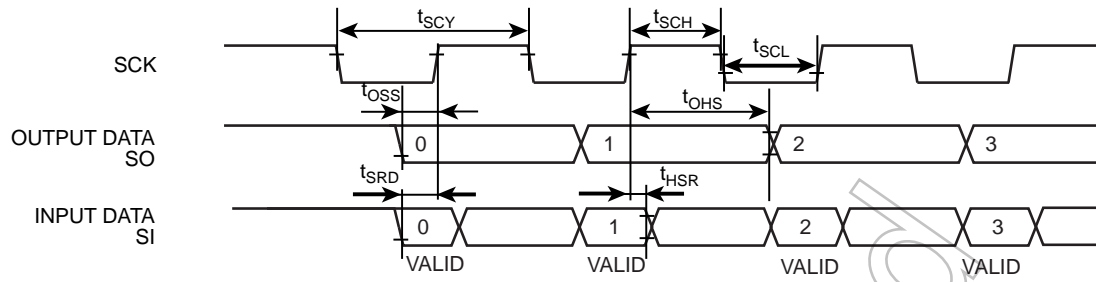 tSCY
tSCH
SCK
tSCL
tOSS
tOHS
OUTPUT DATA
SO
0 1 2 3
tSRD
tHSR
INPUT DATA
SI
0 1 2 3
VALID VALID VALID VALID